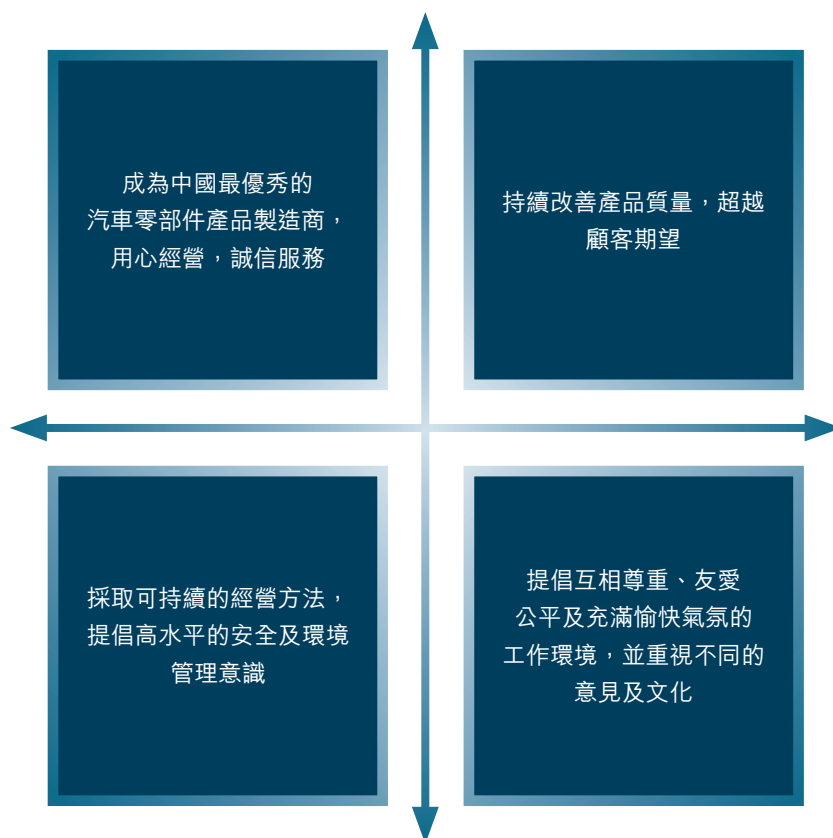 成為中國最優秀的
汽車零部件產品製造商，
用心經營，誠信服務
持續改善產品質量，超越
顧客期望
採取可持續的經營方法，
提倡高水平的安全及環境
管理意識
提倡互相尊重、友愛
公平及充滿愉快氣氛的
工作環境，並重視不同的
意見及文化